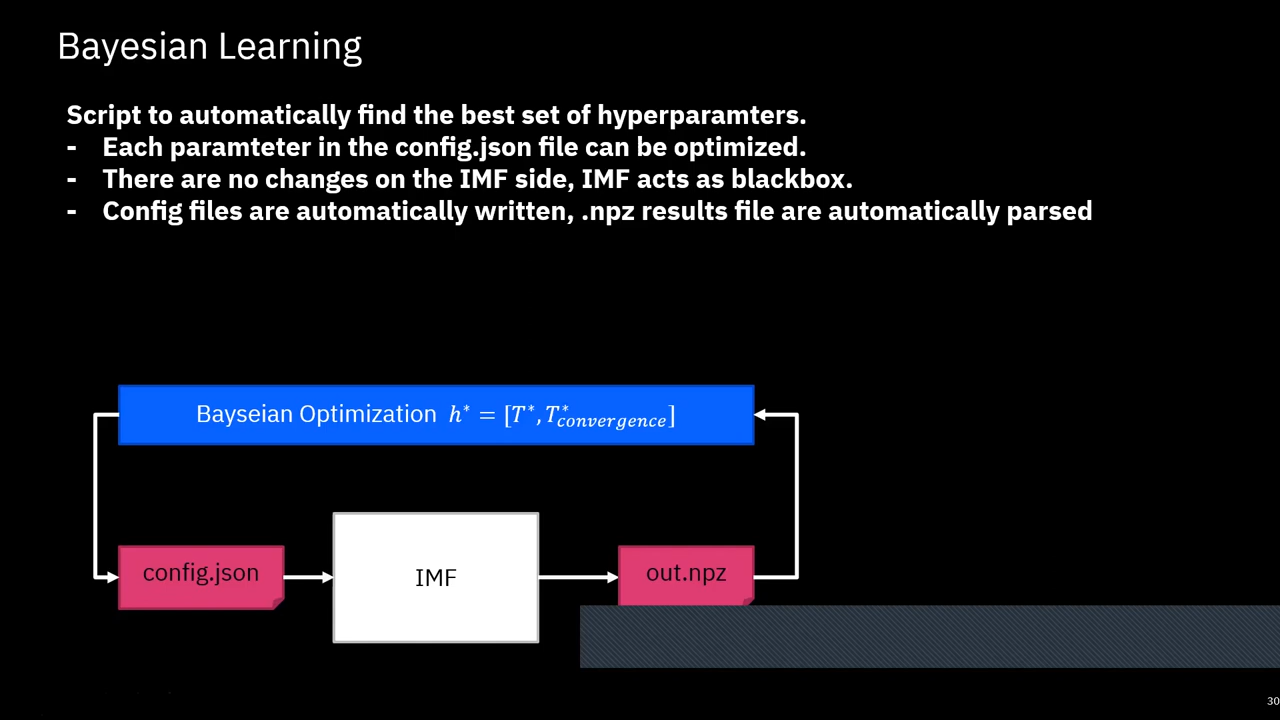 Bayesian Learning
Script to automatically find the best set of hyperparamters.
- Each paramteter in the config.json file can be optimized.
- There are no changes on the IMF side, IMF acts as blackbox.
- Config files are automatically written, .npz results file are automatically parsed
Bayseian Optimization h* = [T*, T*convergence]
config.json
IMF
out.npz
30